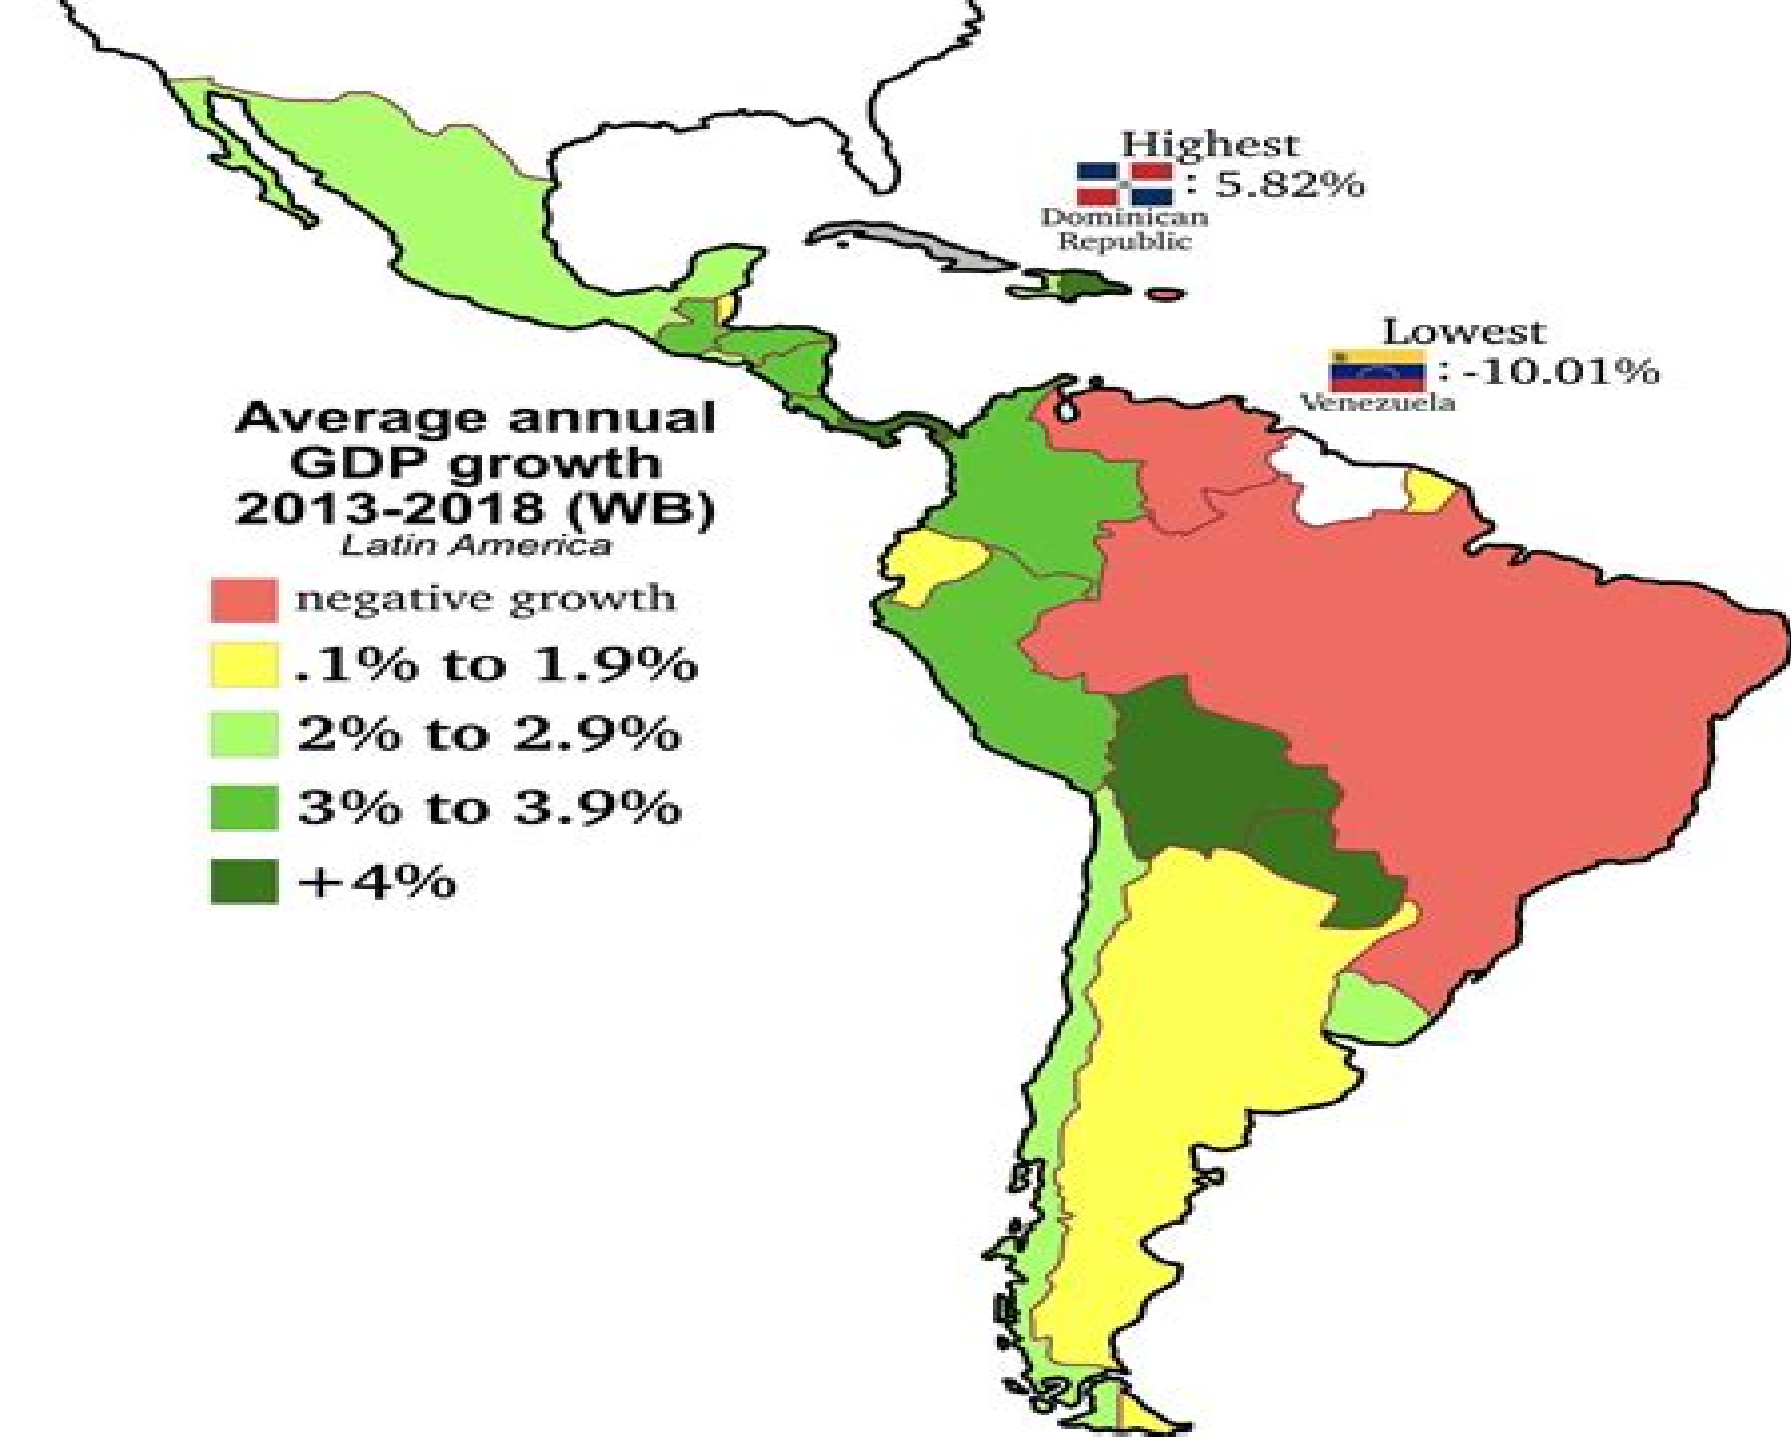 Highest
: 5.82%
Dominican
Republic
Lowest
: -10.01%
Venezuela
Average annual
GDP growth
2013-2018 (WB)
Latin America
negative growth
.1% to 1.9%
2% to 2.9%
3% to 3.9%
+4%